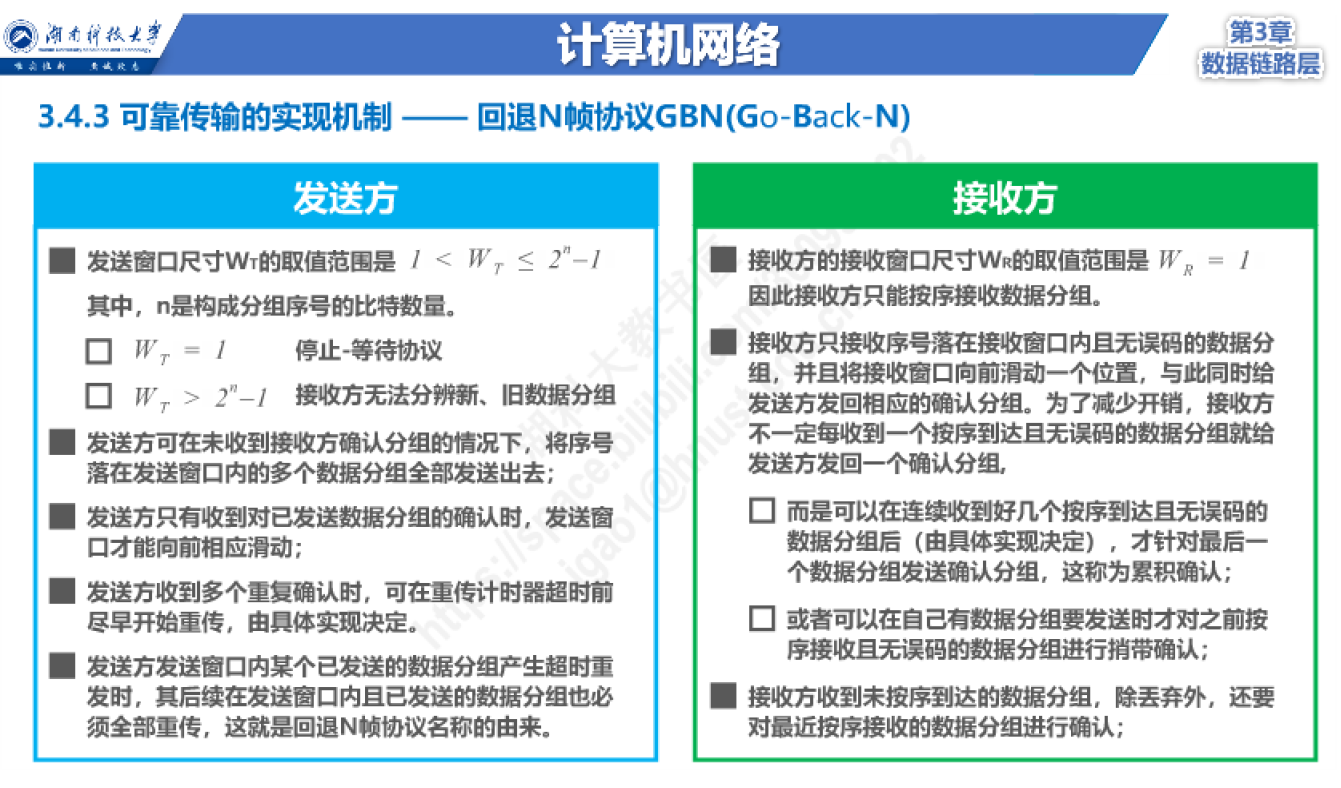 湖南科技大学
计算机网络
第3章
数据链路层
3.4.3 可靠传输的实现机制 —— 回退N帧协议GBN(Go-Back-N)
发送方
发送窗口尺寸WT的取值范围是 1 < W_T ≤ 2^n–1
其中，n是构成分组序号的比特数量。
W_T = 1 停止-等待协议
W_T > 2^n–1 接收方无法分辨新、旧数据分组
发送方可在未收到接收方确认分组的情况下，将序号
落在发送窗口内的多个数据分组全部发送出去；
发送方只有收到对已发送数据分组的确认时，发送窗
口才能向前相应滑动；
发送方收到多个重复确认时，可在重传计时器超时前
尽早开始重传，由具体实现决定。
发送方发送窗口内某个已发送的数据分组产生超时重
发时，其后续在发送窗口内且已发送的数据分组也必
须全部重传，这就是回退N帧协议名称的由来。
接收方
接收方的接收窗口尺寸WR的取值范围是 W_R = 1
因此接收方只能按序接收数据分组。
接收方只接收序号落在接收窗口内且无误码的数据分
组，并且将接收窗口向前滑动一个位置，与此同时给
发送方发回相应的确认分组。为了减少开销，接收方
不一定每收到一个按序到达且无误码的数据分组就给
发送方发回一个确认分组,
而是可以在连续收到好几个按序到达且无误码的
数据分组后（由具体实现决定），才针对最后一
个数据分组发送确认分组，这称为累积确认；
或者可以在自己有数据分组要发送时才对之前按
序接收且无误码的数据分组进行捎带确认；
接收方收到未按序到达的数据分组，除丢弃外，还要
对最近按序接收的数据分组进行确认；